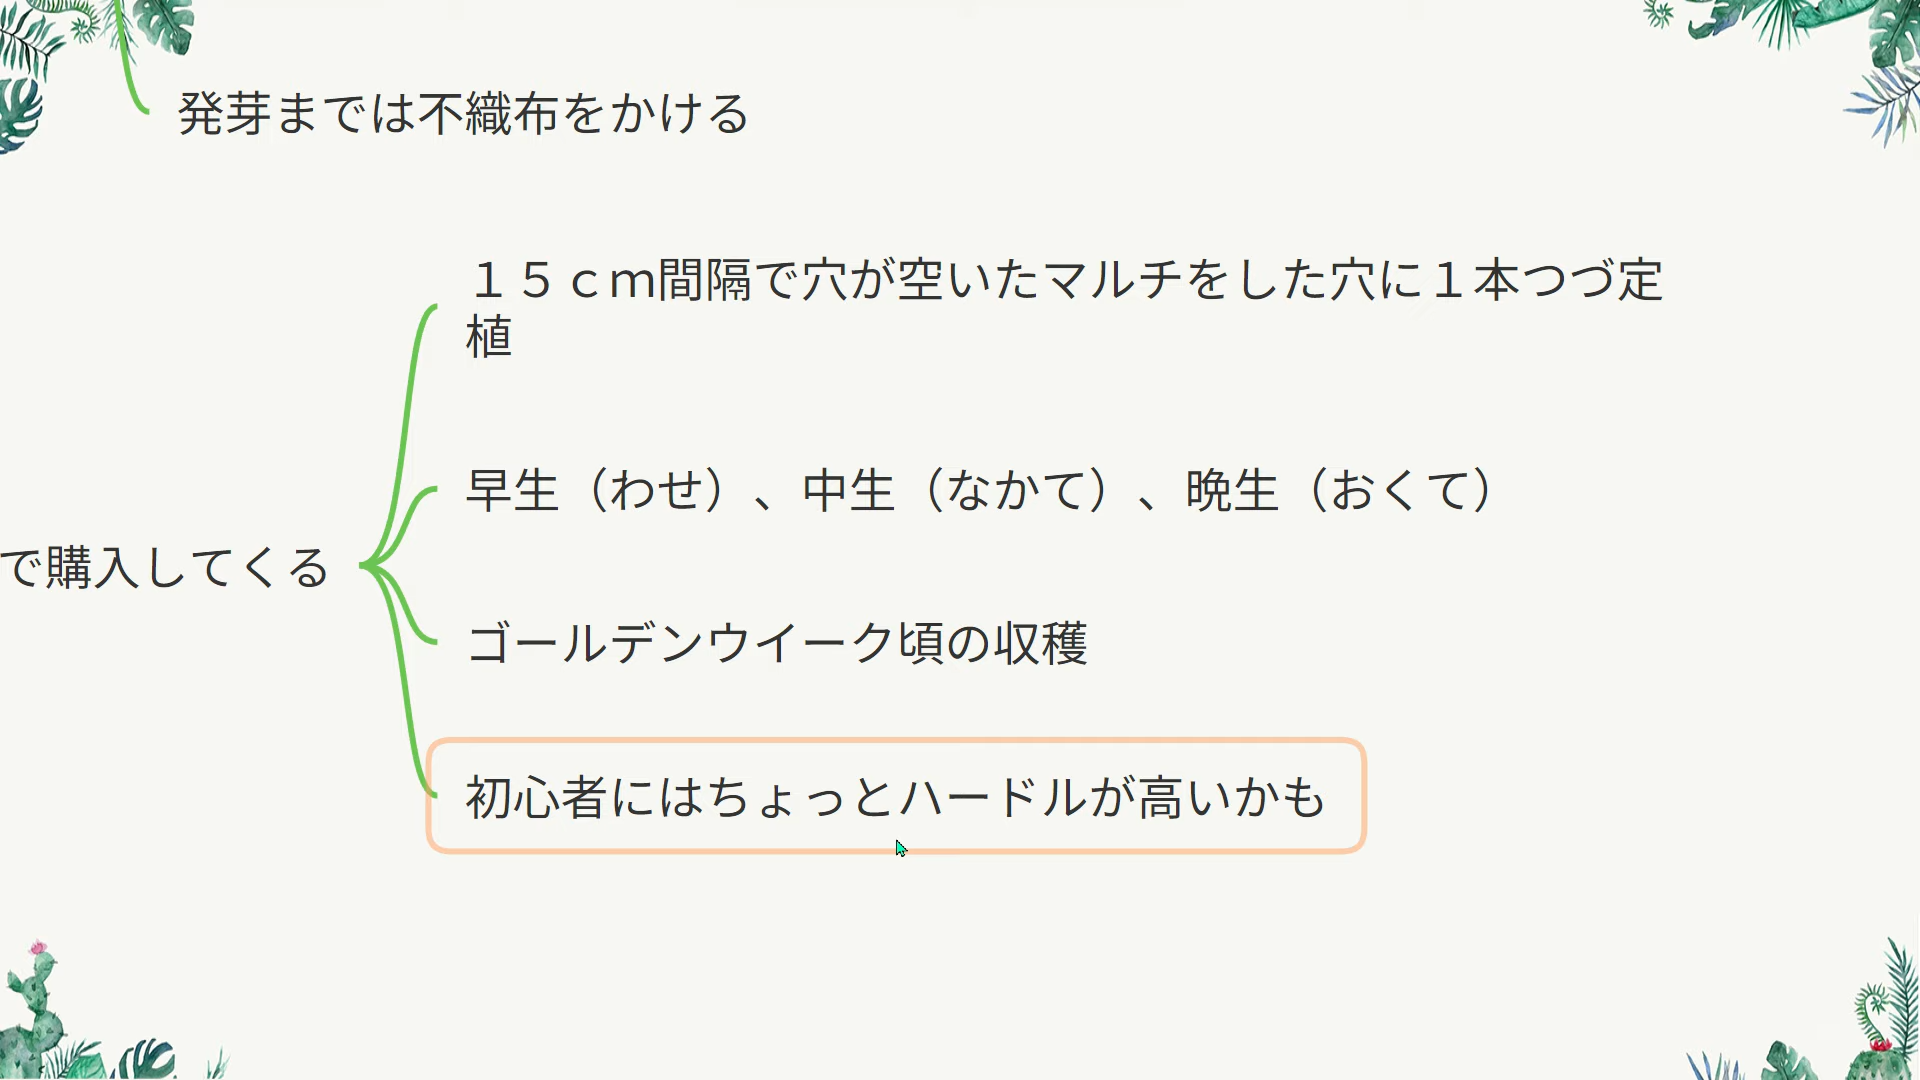 発芽までは不織布をかける
１５ｃｍ間隔で穴が空いたマルチをした穴に１本つづ定
植
早生（わせ）、中生（なかて）、晩生（おくて）
で購入してくる
ゴールデンウイーク頃の収穫
初心者にはちょっとハードルが高いかも